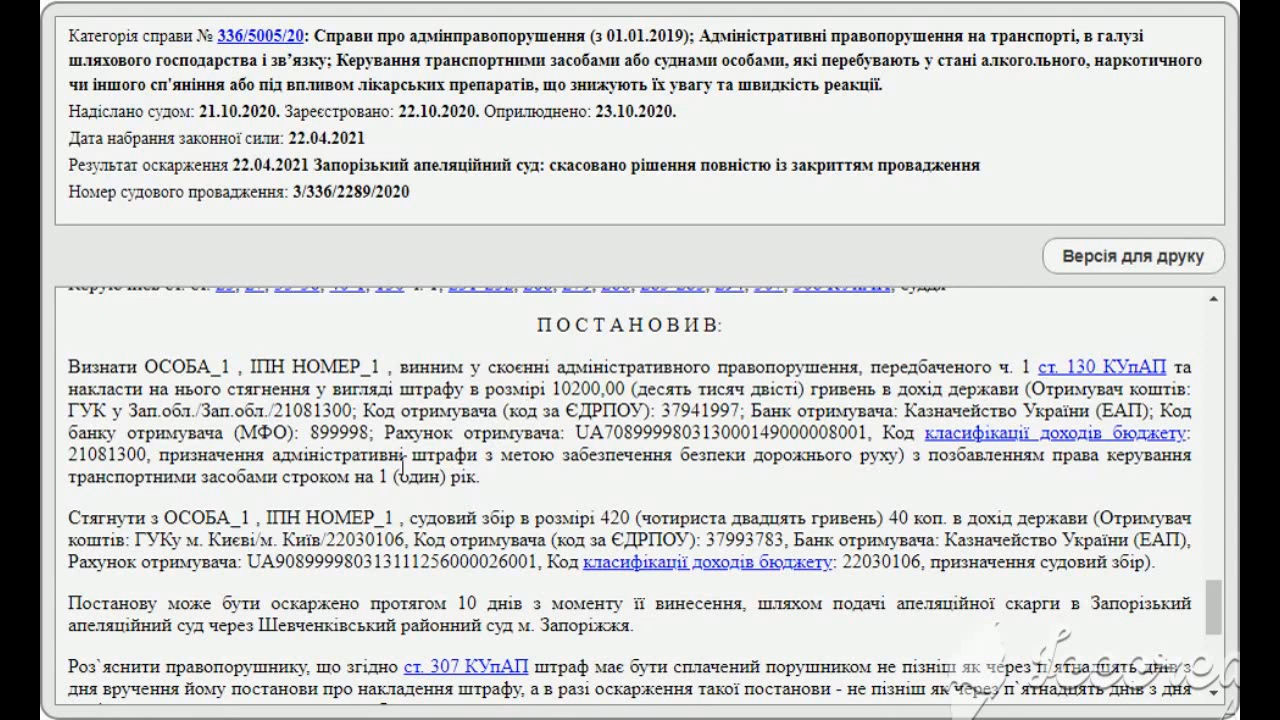 Категорія справи № 336/5005/20: Справи про адмінправопорушення (з 01.01.2019); Адміністративні правопорушення на транспорті, в галузі
шляхового господарства і зв’язку; Керування транспортними засобами або суднами особами, які перебувають у стані алкогольного, наркотичного
чи іншого сп'яніння або під впливом лікарських препаратів, що знижують їх увагу та швидкість реакції.
Надіслано судом: 21.10.2020. Зареєстровано: 22.10.2020. Оприлюднено: 23.10.2020.
Дата набрання законної сили: 22.04.2021
Результат оскарження 22.04.2021 Запорізький апеляційний суд: скасовано рішення повністю із закриттям провадження
Номер судового провадження: 3/336/2289/2020
Версія для друку
П О С Т А Н О В И В:
Визнати ОСОБА_1 , ІПН НОМЕР_1 , винним у скоєнні адміністративного правопорушення, передбаченого ч. 1 ст. 130 КУпАП та
накласти на нього стягнення у вигляді штрафу в розмірі 10200,00 (десять тисяч двісті) гривень в дохід держави (Отримувач коштів:
ГУК у Зап.обл./Зап.обл./21081300; Код отримувача (код за ЄДРПОУ): 37941997; Банк отримувача: Казначейство України (ЕАП); Код
банку отримувача (МФО): 899998; Рахунок отримувача: UA708999980313000149000008001, Код класифікації доходів бюджету:
21081300, призначення адміністративні штрафи з метою забезпечення безпеки дорожнього руху) з позбавленням права керування
транспортними засобами строком на 1 (один) рік.
Стягнути з ОСОБА_1 , ІПН НОМЕР_1 , судовий збір в розмірі 420 (чотириста двадцять гривень) 40 коп. в дохід держави (Отримувач
коштів: ГУКу м. Києві/м. Київ/22030106, Код отримувача (код за ЄДРПОУ): 37993783, Банк отримувача: Казначейство України (ЕАП),
Рахунок отримувача: UA908999980313111256000026001, Код класифікації доходів бюджету: 22030106, призначення судовий збір).
Постанову може бути оскаржено протягом 10 днів з моменту її винесення, шляхом подачі апеляційної скарги в Запорізький
апеляційний суд через Шевченківський районний суд м. Запоріжжя.
Роз`яснити правопорушнику, що згідно ст. 307 КУпАП штраф має бути сплачений порушником не пізніш як через п`ятнадцять днів з
дня вручення йому постанови про накладення штрафу, а в разі оскарження такої постанови - не пізніш як через п`ятнадцять днів з дня